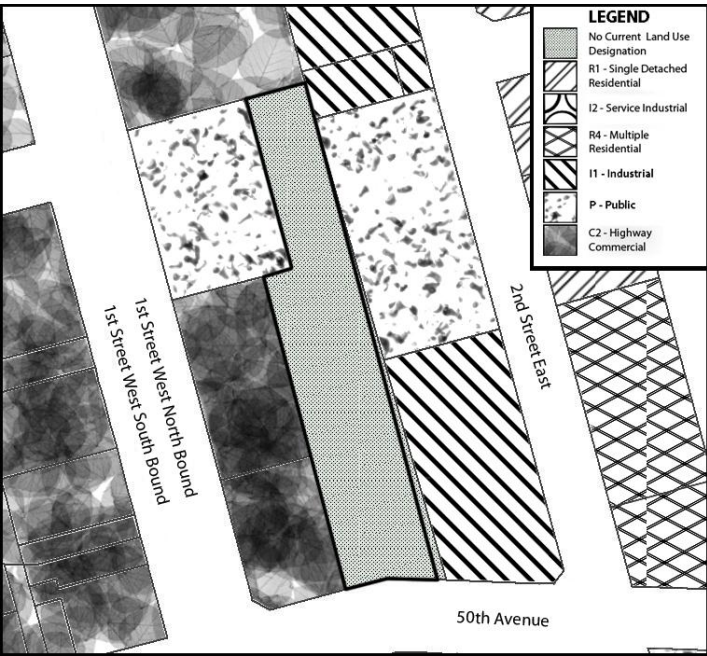 LEGEND
No Current Land Use
Designation
R1 - Single Detached
Residential
I2 - Service Industrial
R4 - Multiple
Residential
I1 - Industrial
P - Public
C2 - Highway
Commercial
1st Street West North Bound
1st Street West South Bound
2nd Street East
50th Avenue